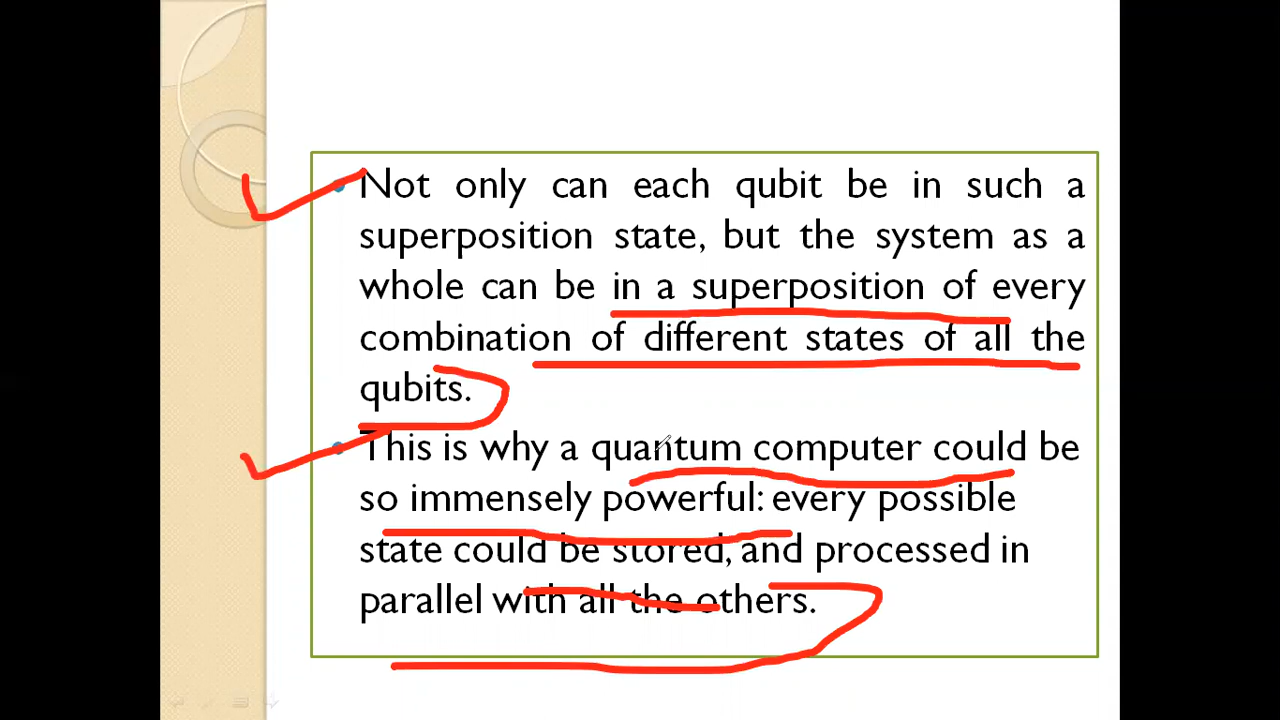 Not only can each qubit be in such a
superposition state, but the system as a
whole can be in a superposition of every
combination of different states of all the
qubits.
This is why a quantum computer could be
so immensely powerful: every possible
state could be stored, and processed in
parallel with all the others.